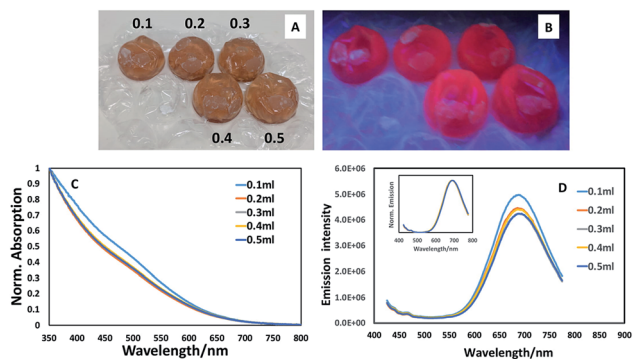 0.1 0.2 0.3
A
0.4 0.5
B
C
Norm. Absorption
1
0.9
0.8
0.7
0.6
0.5
0.4
0.3
0.2
0.1
0
0.1ml
0.2ml
0.3ml
0.4ml
0.5ml
350 400 450 500 550 600 650 700 750 800
Wavelength/nm
D
Emission intensity
6.0E+06
5.0E+06
4.0E+06
3.0E+06
2.0E+06
1.0E+06
0.0E+00
Norm. Emission
400 500 600 700 800
Wavelength/nm
0.1ml
0.2ml
0.3ml
0.4ml
0.5ml
400 450 500 550 600 650 700 750 800 850 900
Wavelength/nm